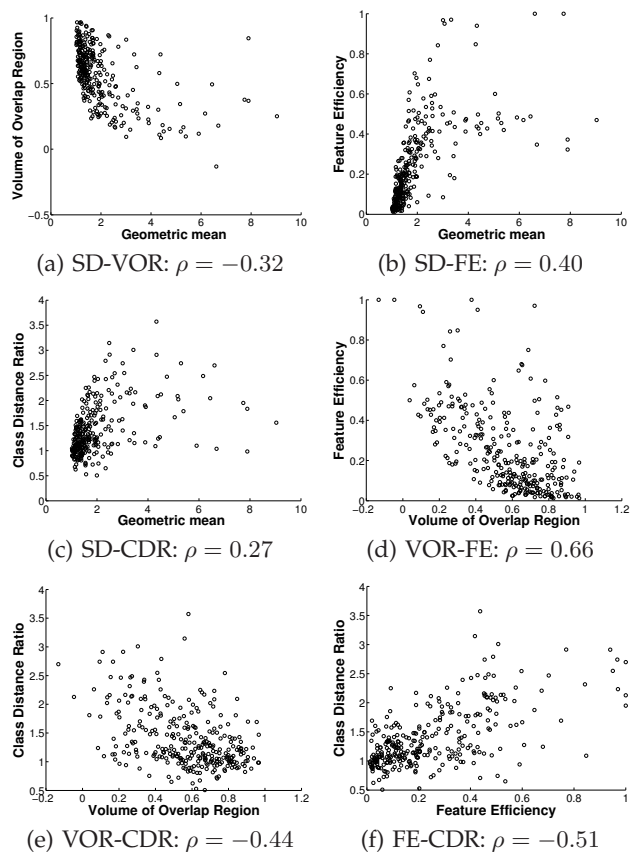 1
0.5
0
−0.5
0 2 4 6 8 10
Volume of Overlap Region
Geometric mean
(a) SD-VOR: ρ = −0.32
1
0.8
0.6
0.4
0.2
0
0 2 4 6 8 10
Feature Efficiency
Geometric mean
(b) SD-FE: ρ = 0.40
4
3.5
3
2.5
2
1.5
1
0.5
0
0 2 4 6 8 10
Class Distance Ratio
Geometric mean
(c) SD-CDR: ρ = 0.27
1
0.8
0.6
0.4
0.2
0
−0.2 0 0.2 0.4 0.6 0.8 1 1.2
Feature Efficiency
Volume of Overlap Region
(d) VOR-FE: ρ = 0.66
4
3.5
3
2.5
2
1.5
1
0.5
−0.2 0 0.2 0.4 0.6 0.8 1 1.2
Class Distance Ratio
Volume of Overlap Region
(e) VOR-CDR: ρ = −0.44
4
3.5
3
2.5
2
1.5
1
0.5
0 0.2 0.4 0.6 0.8 1
Class Distance Ratio
Feature Efficiency
(f) FE-CDR: ρ = −0.51